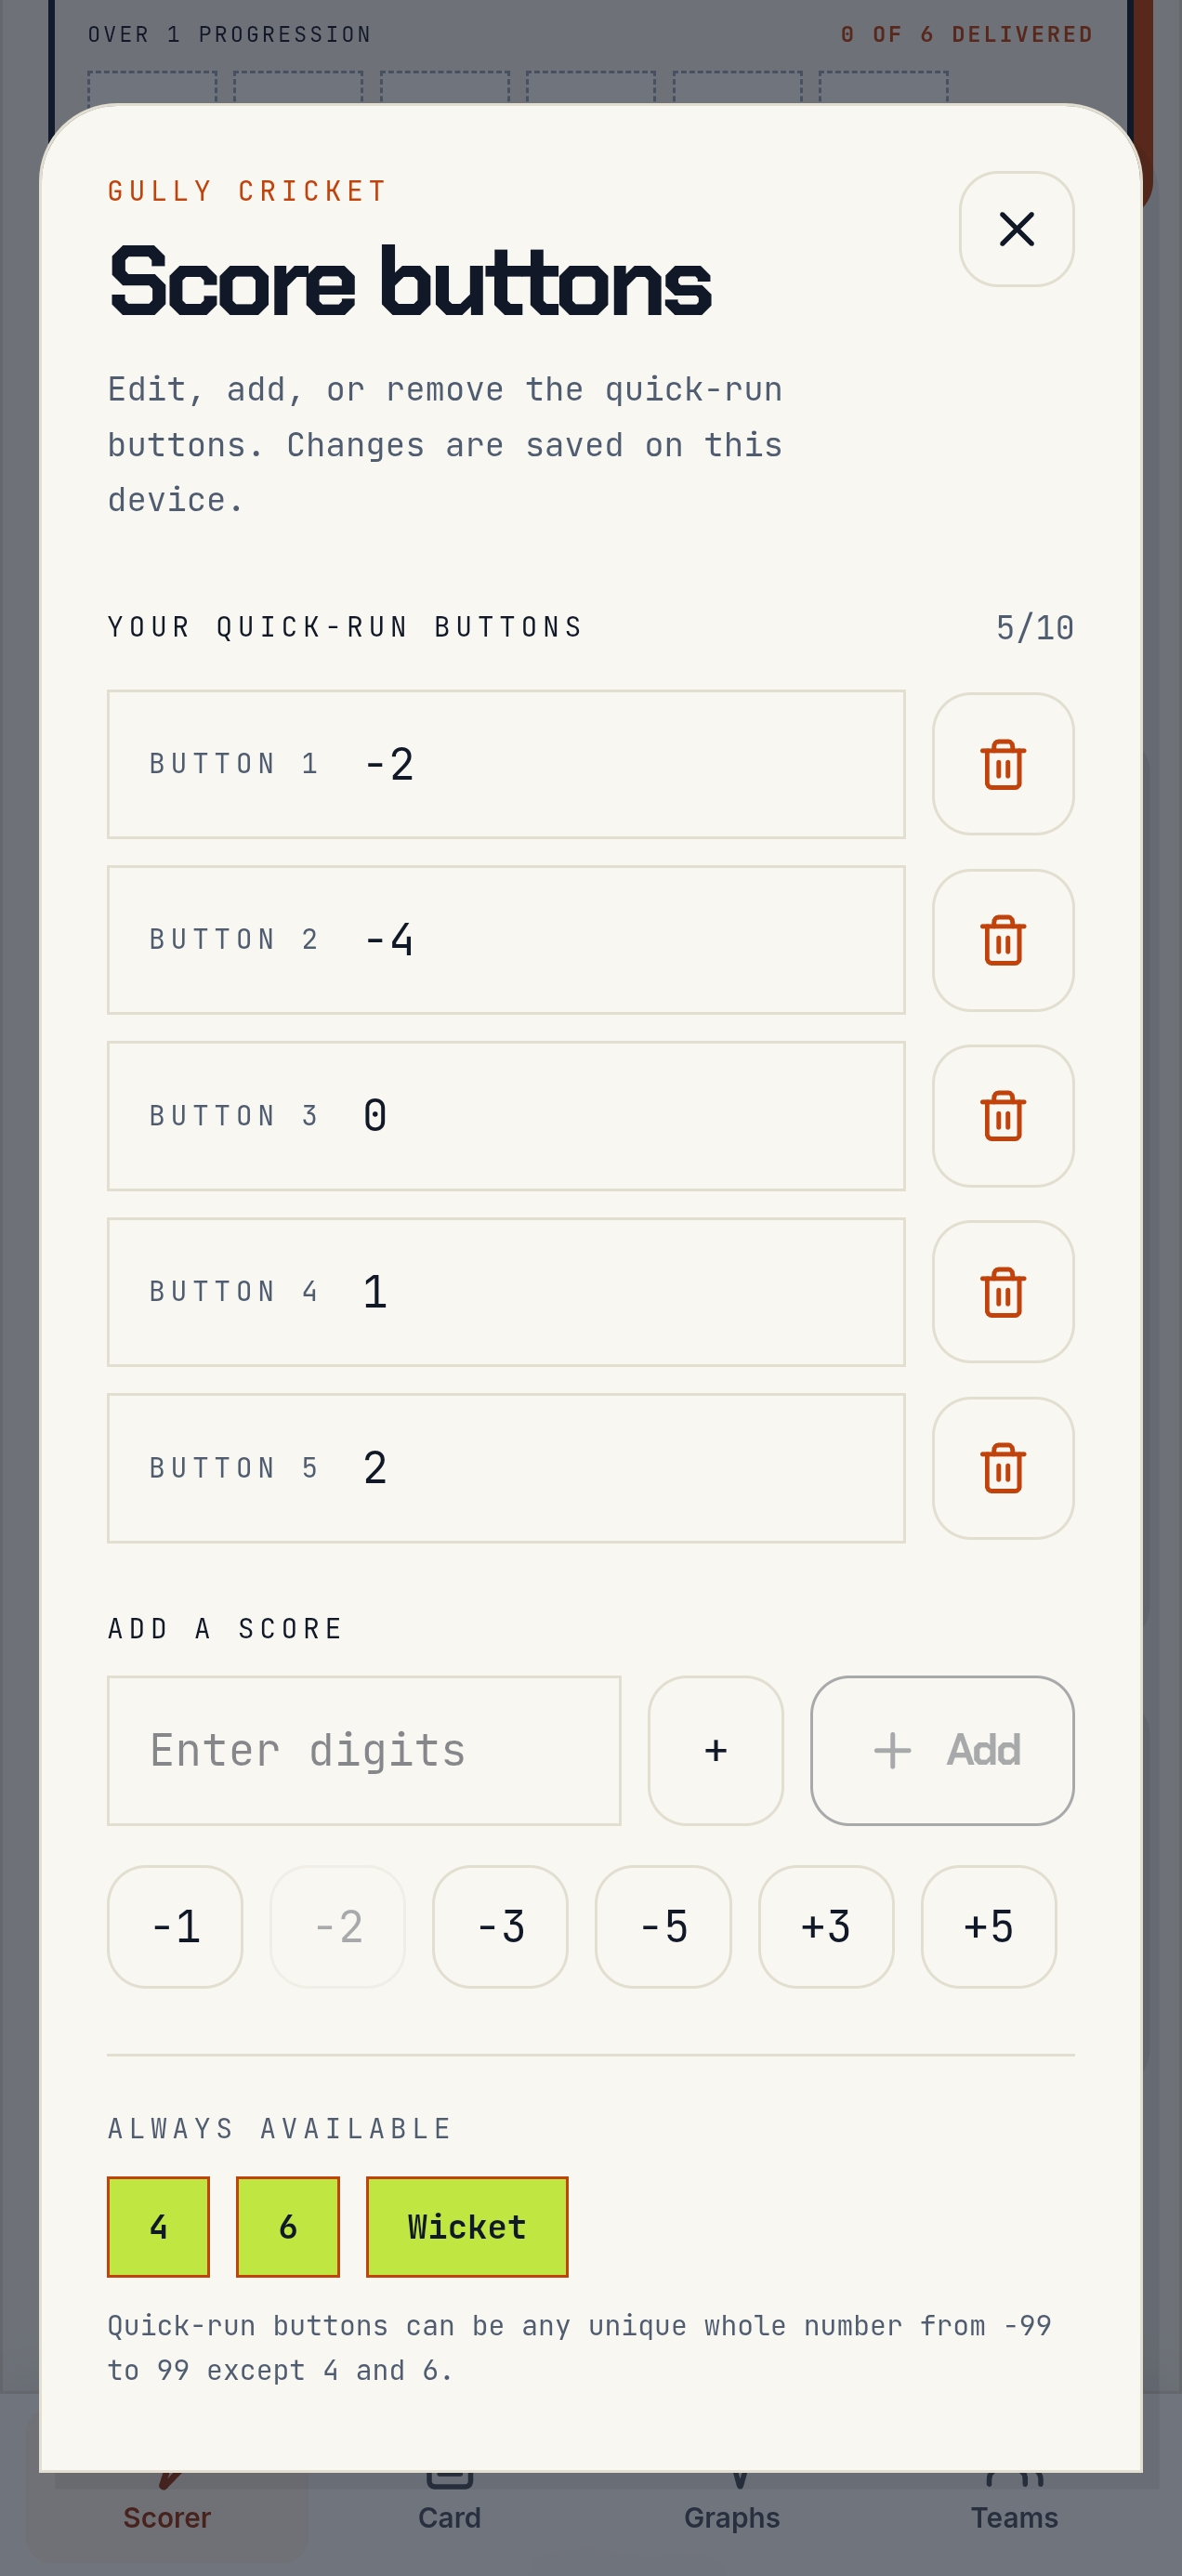 OVER 1 PROGRESSION
0 OF 6 DELIVERED
GULLY CRICKET
Score buttons
Edit, add, or remove the quick-run
buttons. Changes are saved on this
device.
YOUR QUICK-RUN BUTTONS
5/10
BUTTON 1 -2
BUTTON 2 -4
BUTTON 3 0
BUTTON 4 1
BUTTON 5 2
ADD A SCORE
Enter digits + + Add
-1 -2 -3 -5 +3 +5
ALWAYS AVAILABLE
4 6 Wicket
Quick-run buttons can be any unique whole number from -99
to 99 except 4 and 6.
Scorer Card Graphs Teams